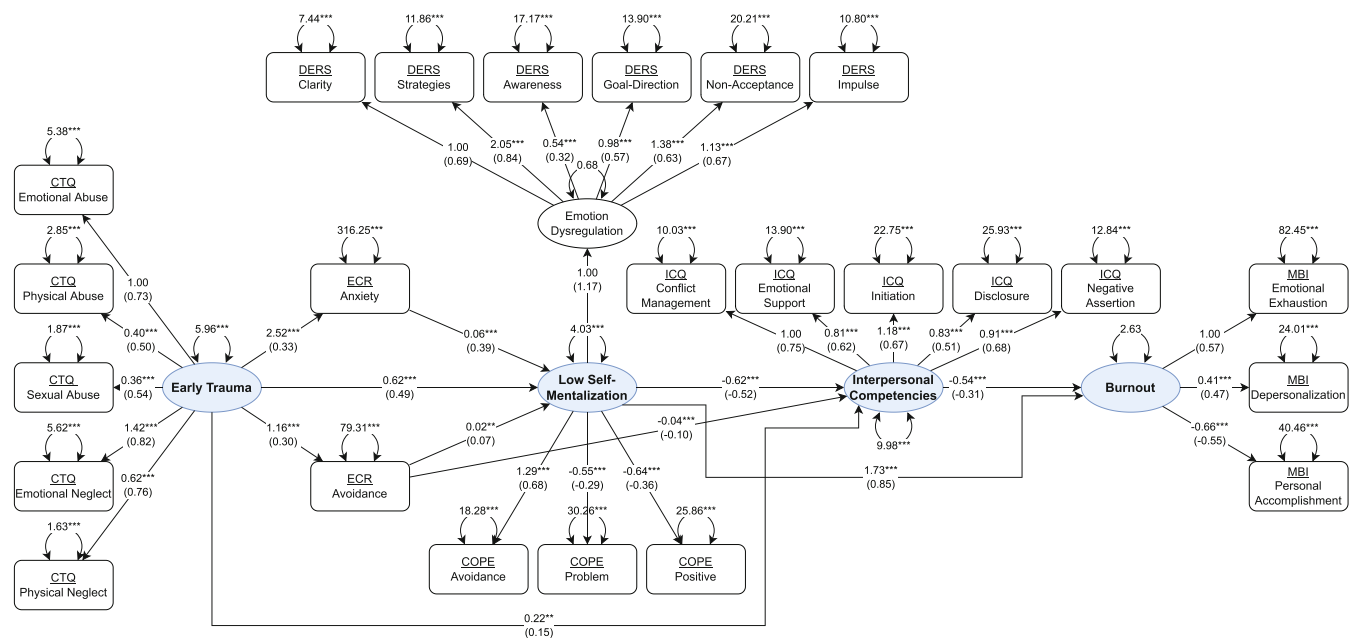 7.44***
11.86***
17.17***
13.90***
20.21***
10.80***
DERS
Clarity
DERS
Strategies
DERS
Awareness
DERS
Goal-Direction
DERS
Non-Acceptance
DERS
Impulse
1.00
(0.69)
2.05***
(0.84)
0.54***
(0.32)
0.98***
(0.57)
1.38***
(0.63)
1.13***
(0.67)
0.68
Emotion
Dysregulation
1.00
(1.17)
5.38***
CTQ
Emotional Abuse
2.85***
CTQ
Physical Abuse
1.87***
CTQ
Sexual Abuse
5.62***
CTQ
Emotional Neglect
1.63***
CTQ
Physical Neglect
1.00
(0.73)
0.40***
(0.50)
0.36***
(0.54)
1.42***
(0.82)
0.62***
(0.76)
5.96***
Early Trauma
2.52***
(0.33)
1.16***
(0.30)
316.25***
ECR
Anxiety
79.31***
ECR
Avoidance
0.06***
(0.39)
0.62***
(0.49)
0.02**
(0.07)
4.03***
Low Self-
Mentalization
1.29***
(0.68)
-0.55***
(-0.29)
-0.64***
(-0.36)
18.28***
30.26***
25.86***
COPE
Avoidance
COPE
Problem
COPE
Positive
0.22**
(0.15)
-0.62***
(-0.52)
-0.04***
(-0.10)
1.73***
(0.85)
10.03***
13.90***
22.75***
25.93***
12.84***
ICQ
Conflict
Management
ICQ
Emotional
Support
ICQ
Initiation
ICQ
Disclosure
ICQ
Negative
Assertion
1.00
(0.75)
0.81***
(0.62)
1.18***
(0.67)
0.83***
(0.51)
0.91***
(0.68)
Interpersonal
Competencies
9.98***
-0.54***
(-0.31)
2.63
Burnout
1.00
(0.57)
0.41***
(0.47)
-0.66***
(-0.55)
82.45***
MBI
Emotional
Exhaustion
24.01***
MBI
Depersonalization
40.46***
MBI
Personal
Accomplishment